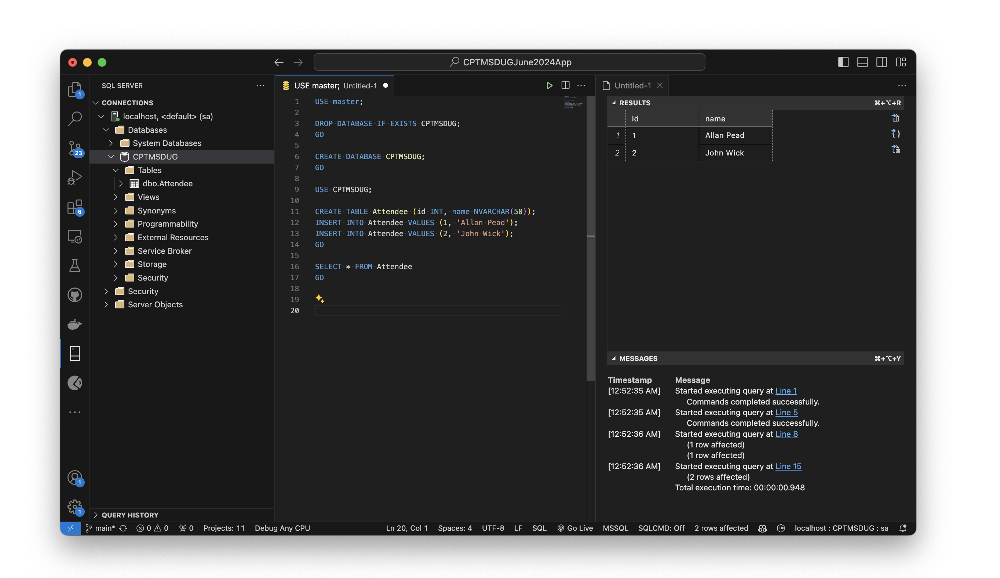 CPTMSDUGJune2024App
SQL SERVER
CONNECTIONS
localhost, <default> (sa)
Databases
System Databases
CPTMSDUG
Tables
dbo.Attendee
Views
Synonyms
Programmability
External Resources
Service Broker
Storage
Security
Security
Server Objects
QUERY HISTORY
1
23
6
1
1
USE master; Untitled-1
1 USE master;
2
3 DROP DATABASE IF EXISTS CPTMSDUG;
4 GO
5
6 CREATE DATABASE CPTMSDUG;
7 GO
8
9 USE CPTMSDUG;
10
11 CREATE TABLE Attendee (id INT, name NVARCHAR(50));
12 INSERT INTO Attendee VALUES (1, 'Allan Pead');
13 INSERT INTO Attendee VALUES (2, 'John Wick');
14 GO
15
16 SELECT * FROM Attendee
17 GO
18
19
20
Untitled-1
RESULTS ⌘+⌥+R
id name
1 1 Allan Pead
2 2 John Wick
MESSAGES ⌘+⌥+Y
Timestamp Message
[12:52:35 AM] Started executing query at Line 1
Commands completed successfully.
[12:52:35 AM] Started executing query at Line 5
Commands completed successfully.
[12:52:36 AM] Started executing query at Line 8
(1 row affected)
(1 row affected)
[12:52:36 AM] Started executing query at Line 15
(2 rows affected)
Total execution time: 00:00:00.948
main* 0 0 0 Projects: 11 Debug Any CPU Ln 20, Col 1 Spaces: 4 UTF-8 LF SQL Go Live MSSQL SQLCMD: Off 2 rows affected localhost : CPTMSDUG : sa